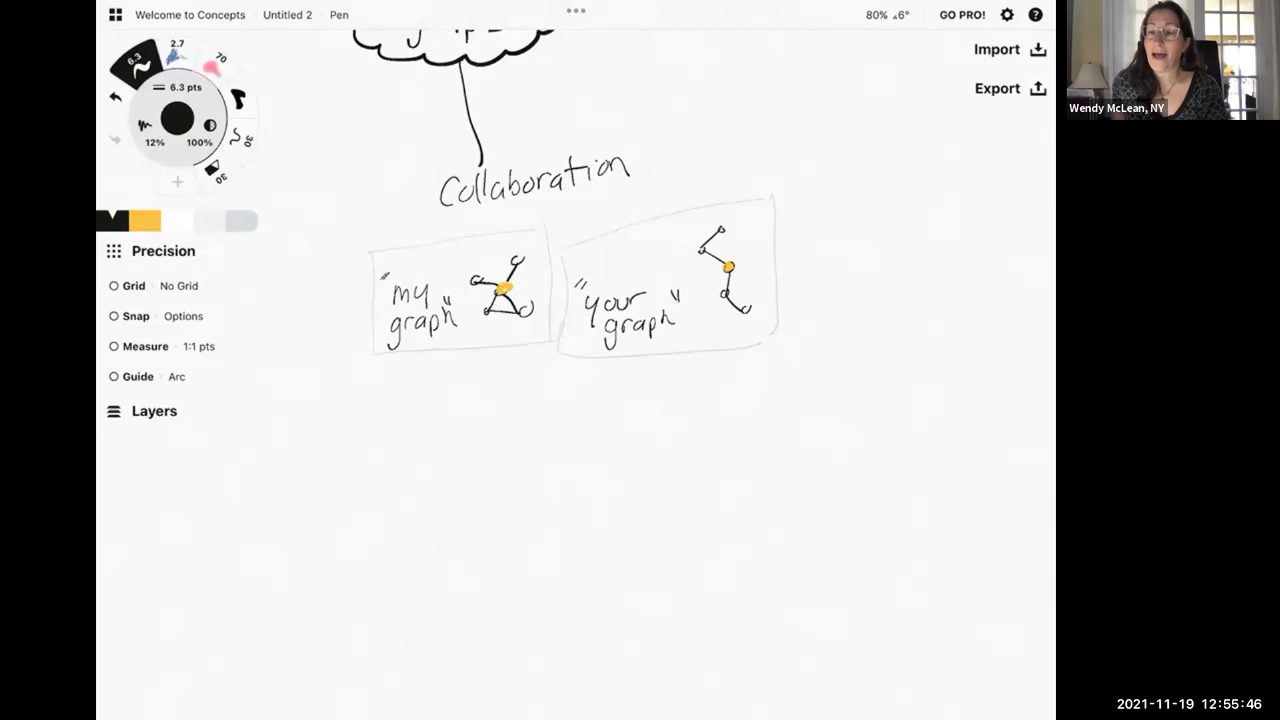 Welcome to Concepts Untitled 2 Pen 80% ⊿6° GO PRO!
Import
Export
2.7
70
6.3
6.3 pts
12% 100%
30
30
Precision
Grid No Grid
Snap Options
Measure 1:1 pts
Guide Arc
Layers
Collaboration
"my
graph"
"your
graph"
Wendy McLean, NY
2021-11-19 12:55:46